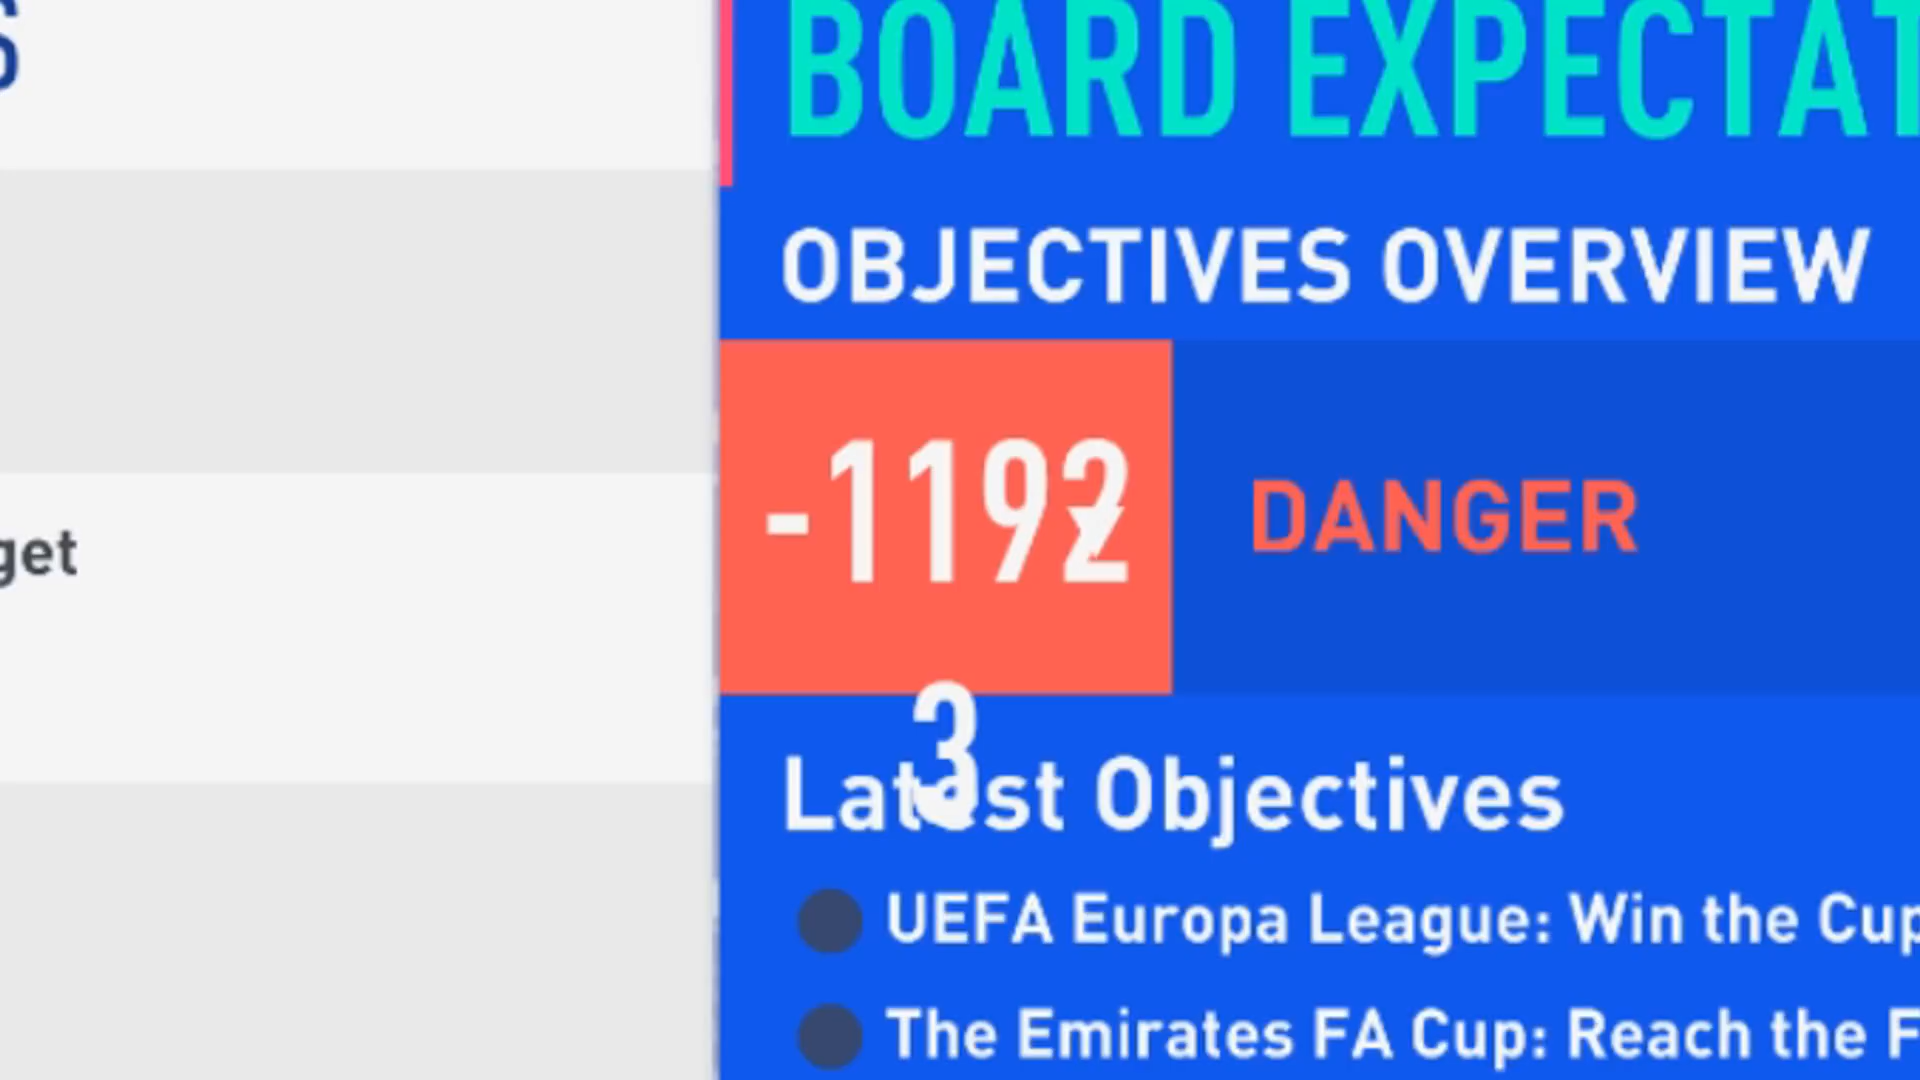 BOARD EXPECTAT
OBJECTIVES OVERVIEW
get
-1192
3
DANGER
Latest Objectives
UEFA Europa League: Win the Cup
The Emirates FA Cup: Reach the F